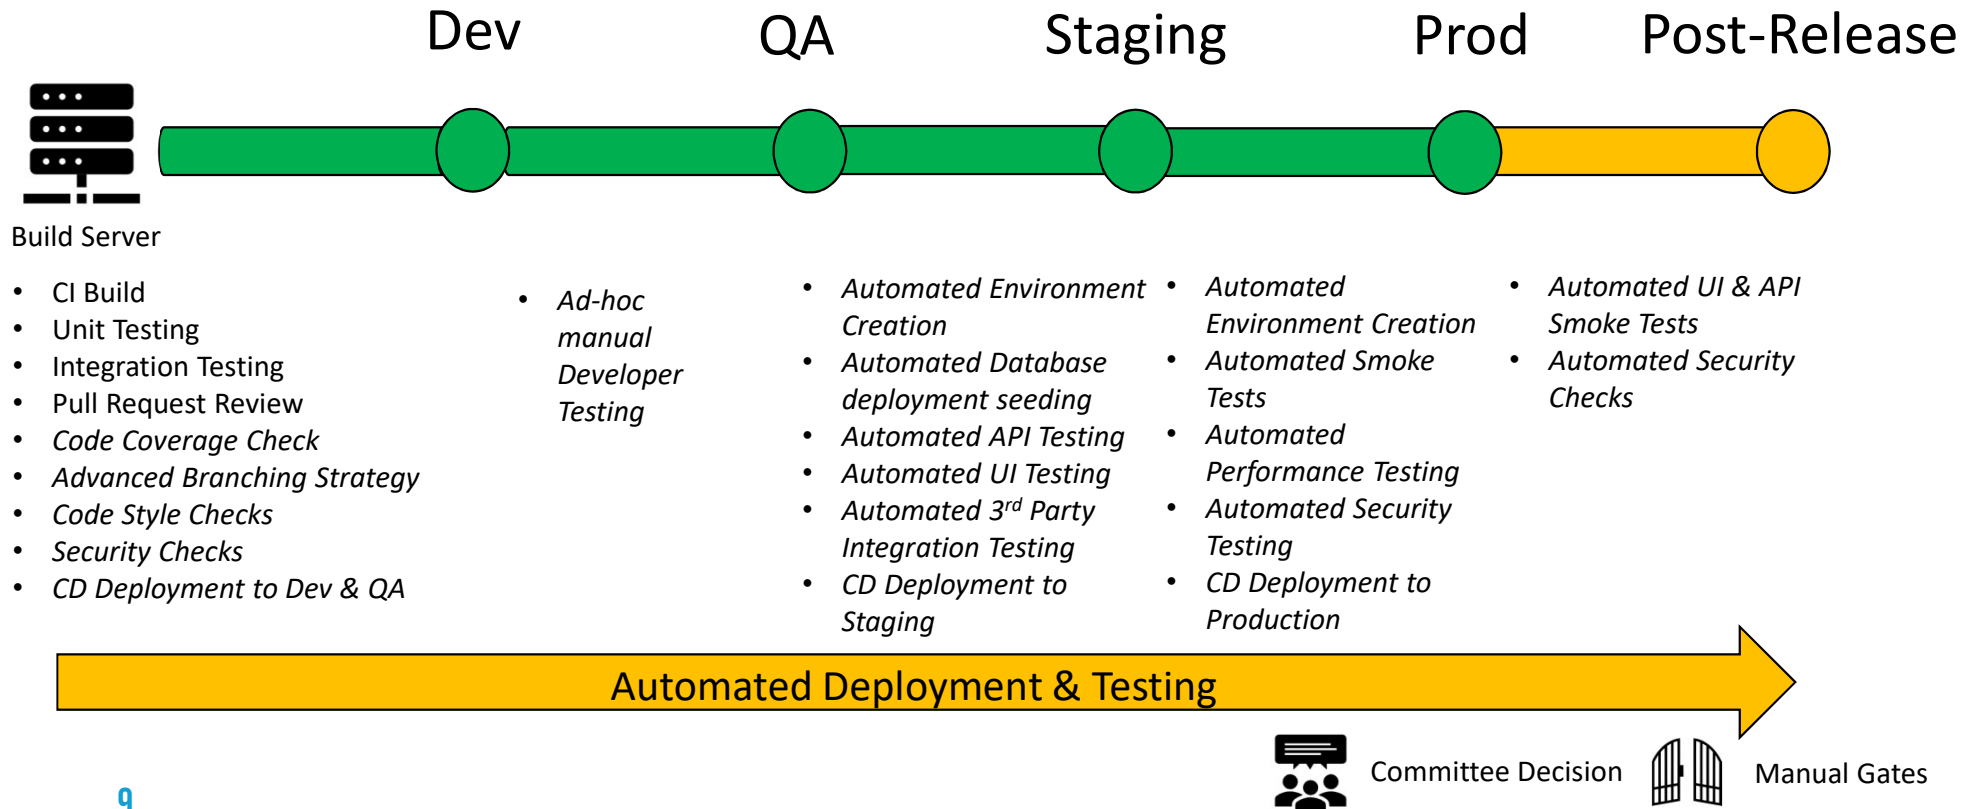 Dev
QA
Staging
Prod
Post-Release
Build Server
• CI Build
• Unit Testing
• Integration Testing
• Pull Request Review
• Code Coverage Check
• Advanced Branching Strategy
• Code Style Checks
• Security Checks
• CD Deployment to Dev & QA
• Ad-hoc
manual
Developer
Testing
• Automated Environment
Creation
• Automated Database
deployment seeding
• Automated API Testing
• Automated UI Testing
• Automated 3rd Party
Integration Testing
• CD Deployment to
Staging
• Automated
Environment Creation
• Automated Smoke
Tests
• Automated
Performance Testing
• Automated Security
Testing
• CD Deployment to
Production
• Automated UI & API
Smoke Tests
• Automated Security
Checks
Automated Deployment & Testing
Committee Decision
Manual Gates
9